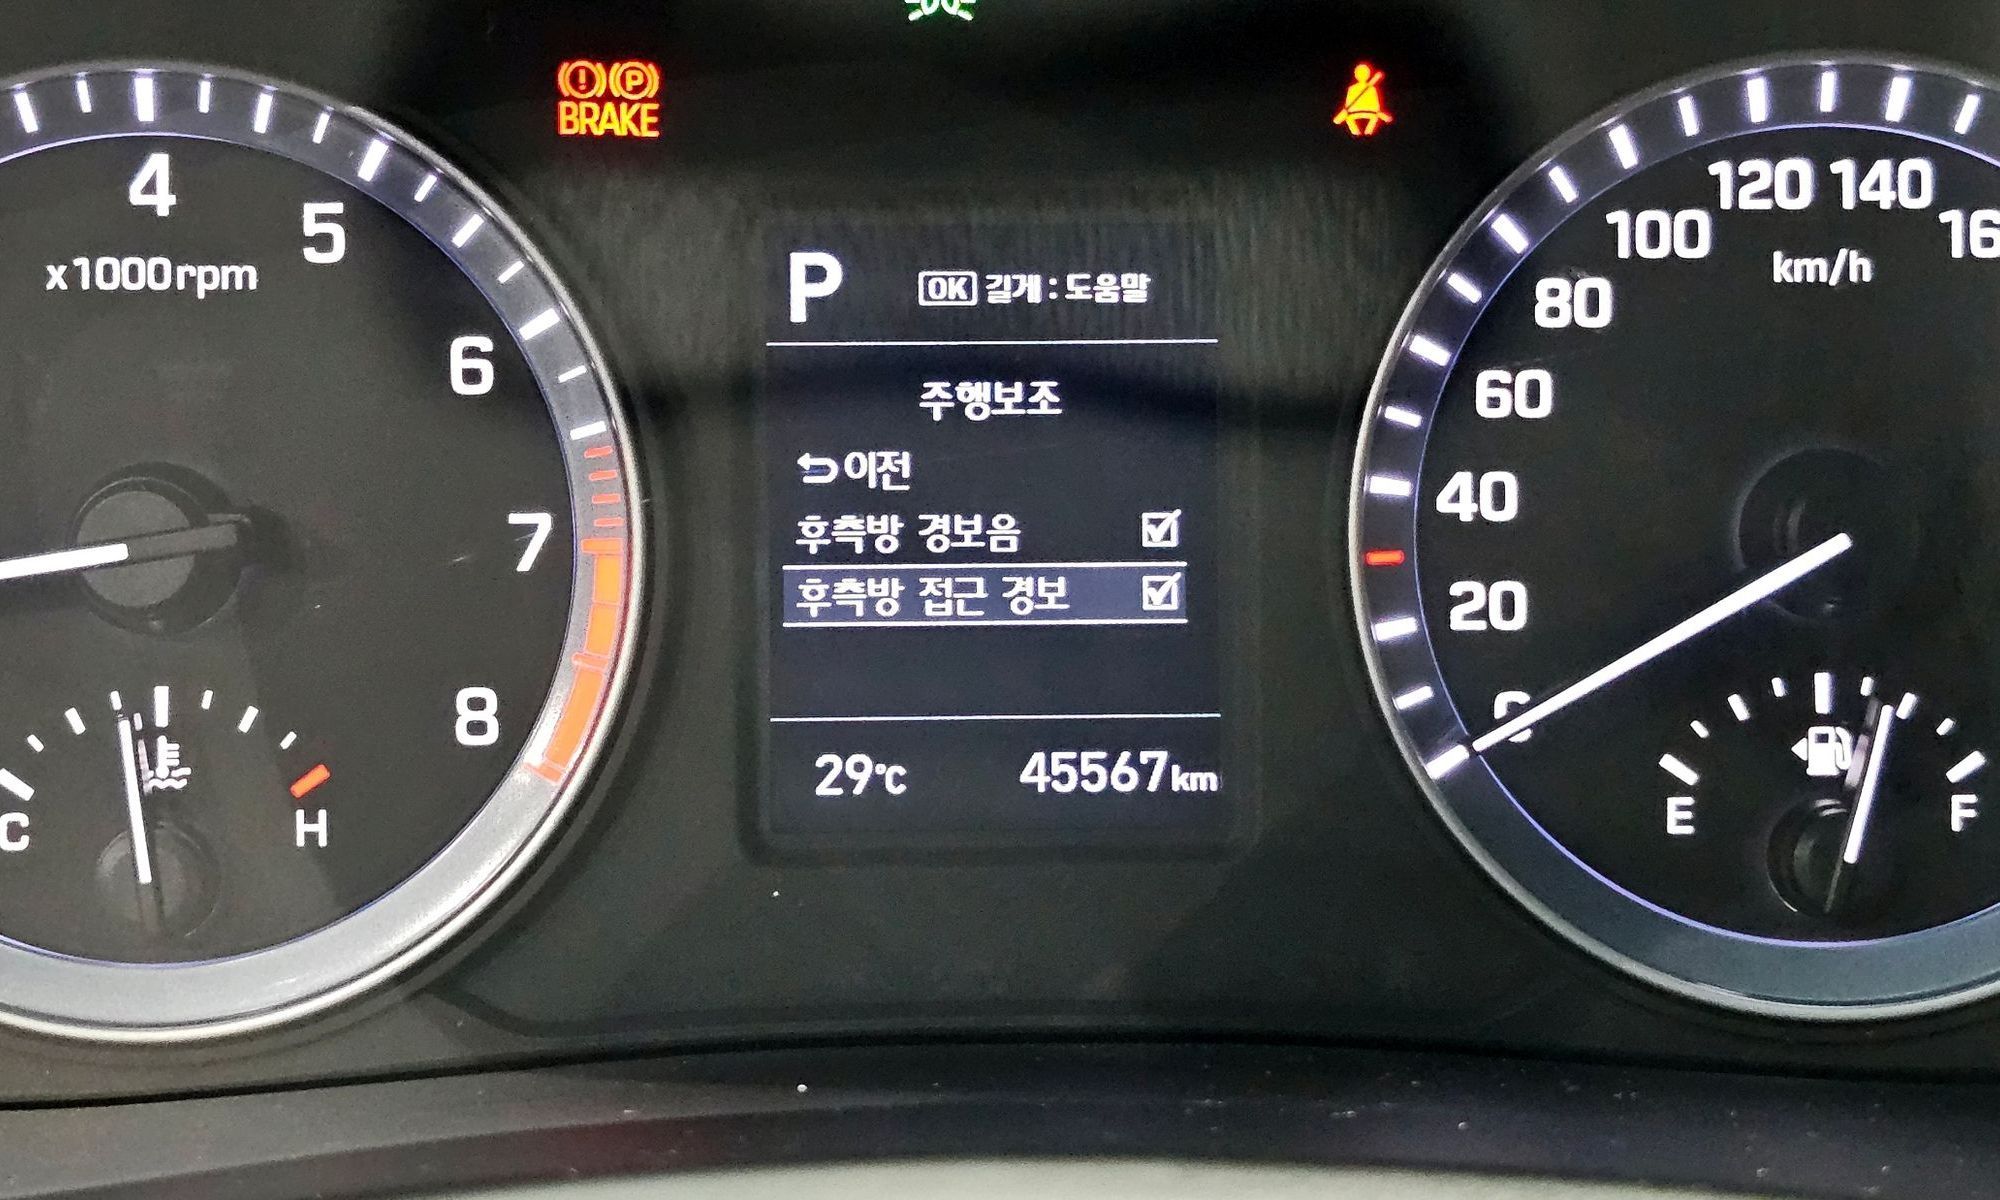 BRAKE
4
5
x1000rpm
6
7
8
C
H
P
OK 길게 : 도움말
주행보조
이전
후측방 경보음
후측방 접근 경보
29℃
45567km
120
140
100
km/h
80
60
40
20
E
F